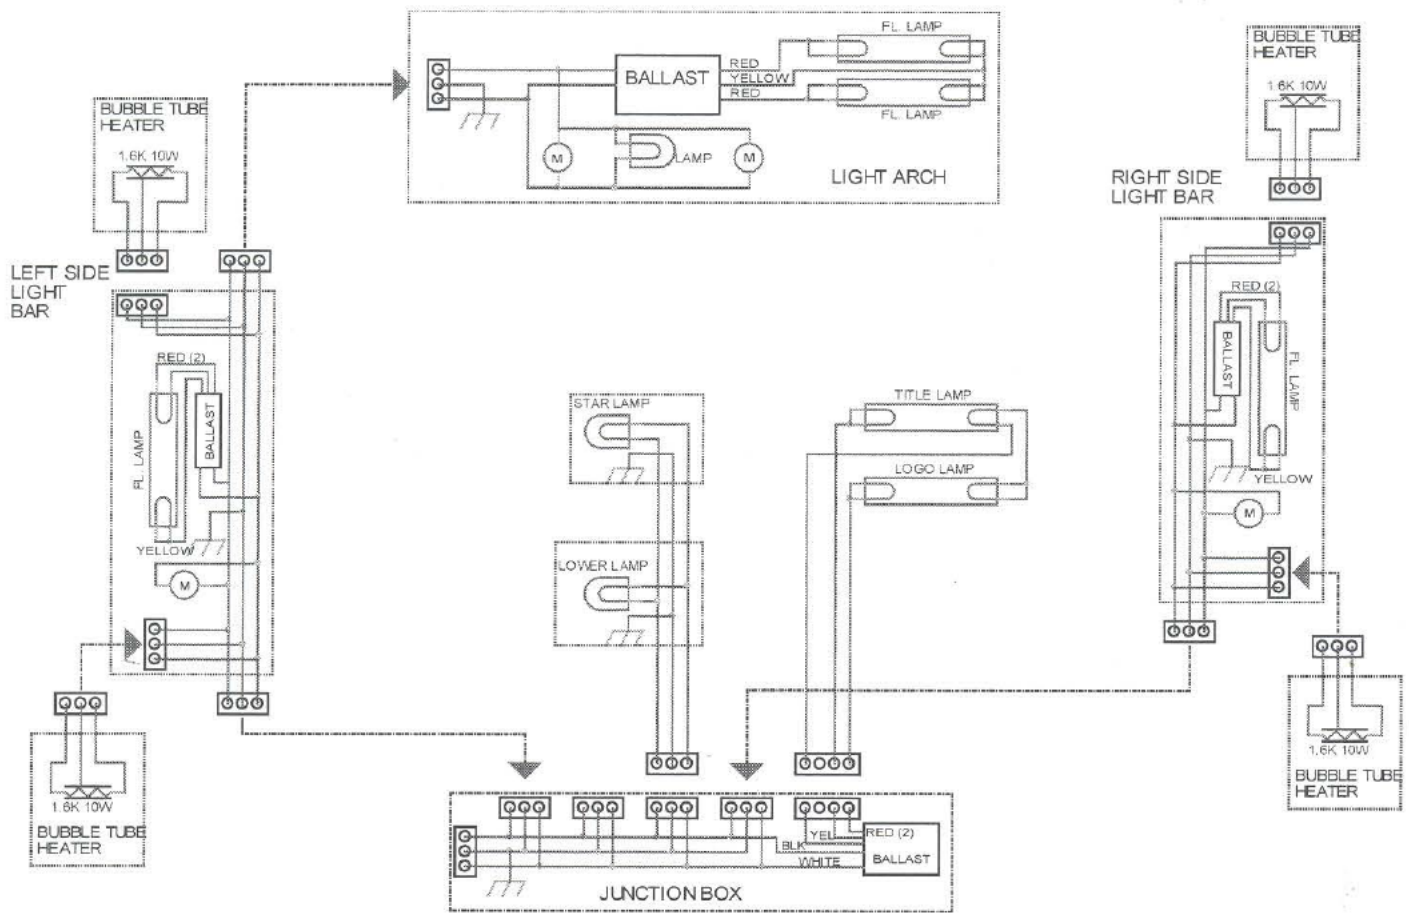 FL. LAMP
RED
BALLAST
YELLOW
RED
FL. LAMP
M
LAMP
M
LIGHT ARCH
BUBBLE TUBE
HEATER
1.6K 10W
BUBBLE TUBE
HEATER
1.6K 10W
RIGHT SIDE
LIGHT BAR
LEFT SIDE
LIGHT
BAR
RED (2)
BALLAST
FL. LAMP
YELLOW
M
RED (2)
BALLAST
FL. LAMP
YELLOW
M
STAR LAMP
LOWER LAMP
TITLE LAMP
LOGO LAMP
1.6K 10W
BUBBLE TUBE
HEATER
1.6K 10W
BUBBLE TUBE
HEATER
YEL
RED (2)
BLK
WHITE
BALLAST
JUNCTION BOX